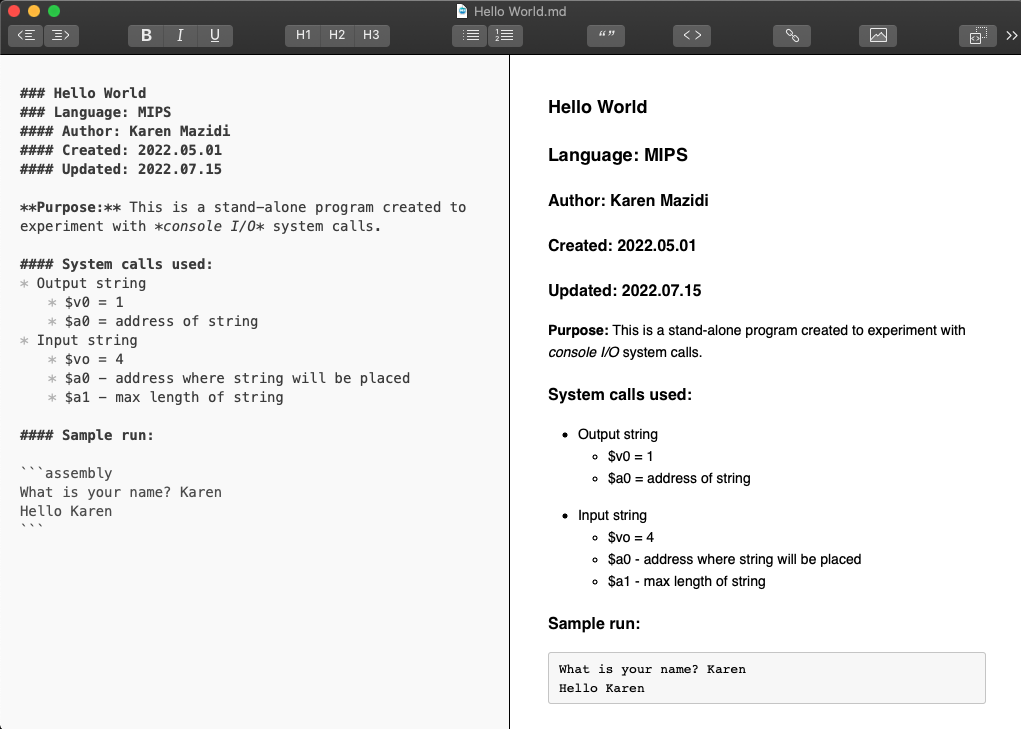 Hello World.md
B I U H1 H2 H3 “” <>
### Hello World
### Language: MIPS
#### Author: Karen Mazidi
#### Created: 2022.05.01
#### Updated: 2022.07.15
**Purpose:** This is a stand-alone program created to
experiment with *console I/O* system calls.
#### System calls used:
* Output string
* $v0 = 1
* $a0 = address of string
* Input string
* $vo = 4
* $a0 - address where string will be placed
* $a1 - max length of string
#### Sample run:
```assembly
What is your name? Karen
Hello Karen
```
Hello World
Language: MIPS
Author: Karen Mazidi
Created: 2022.05.01
Updated: 2022.07.15
Purpose: This is a stand-alone program created to experiment with
console I/O system calls.
System calls used:
• Output string
◦ $v0 = 1
◦ $a0 = address of string
• Input string
◦ $vo = 4
◦ $a0 - address where string will be placed
◦ $a1 - max length of string
Sample run:
What is your name? Karen
Hello Karen